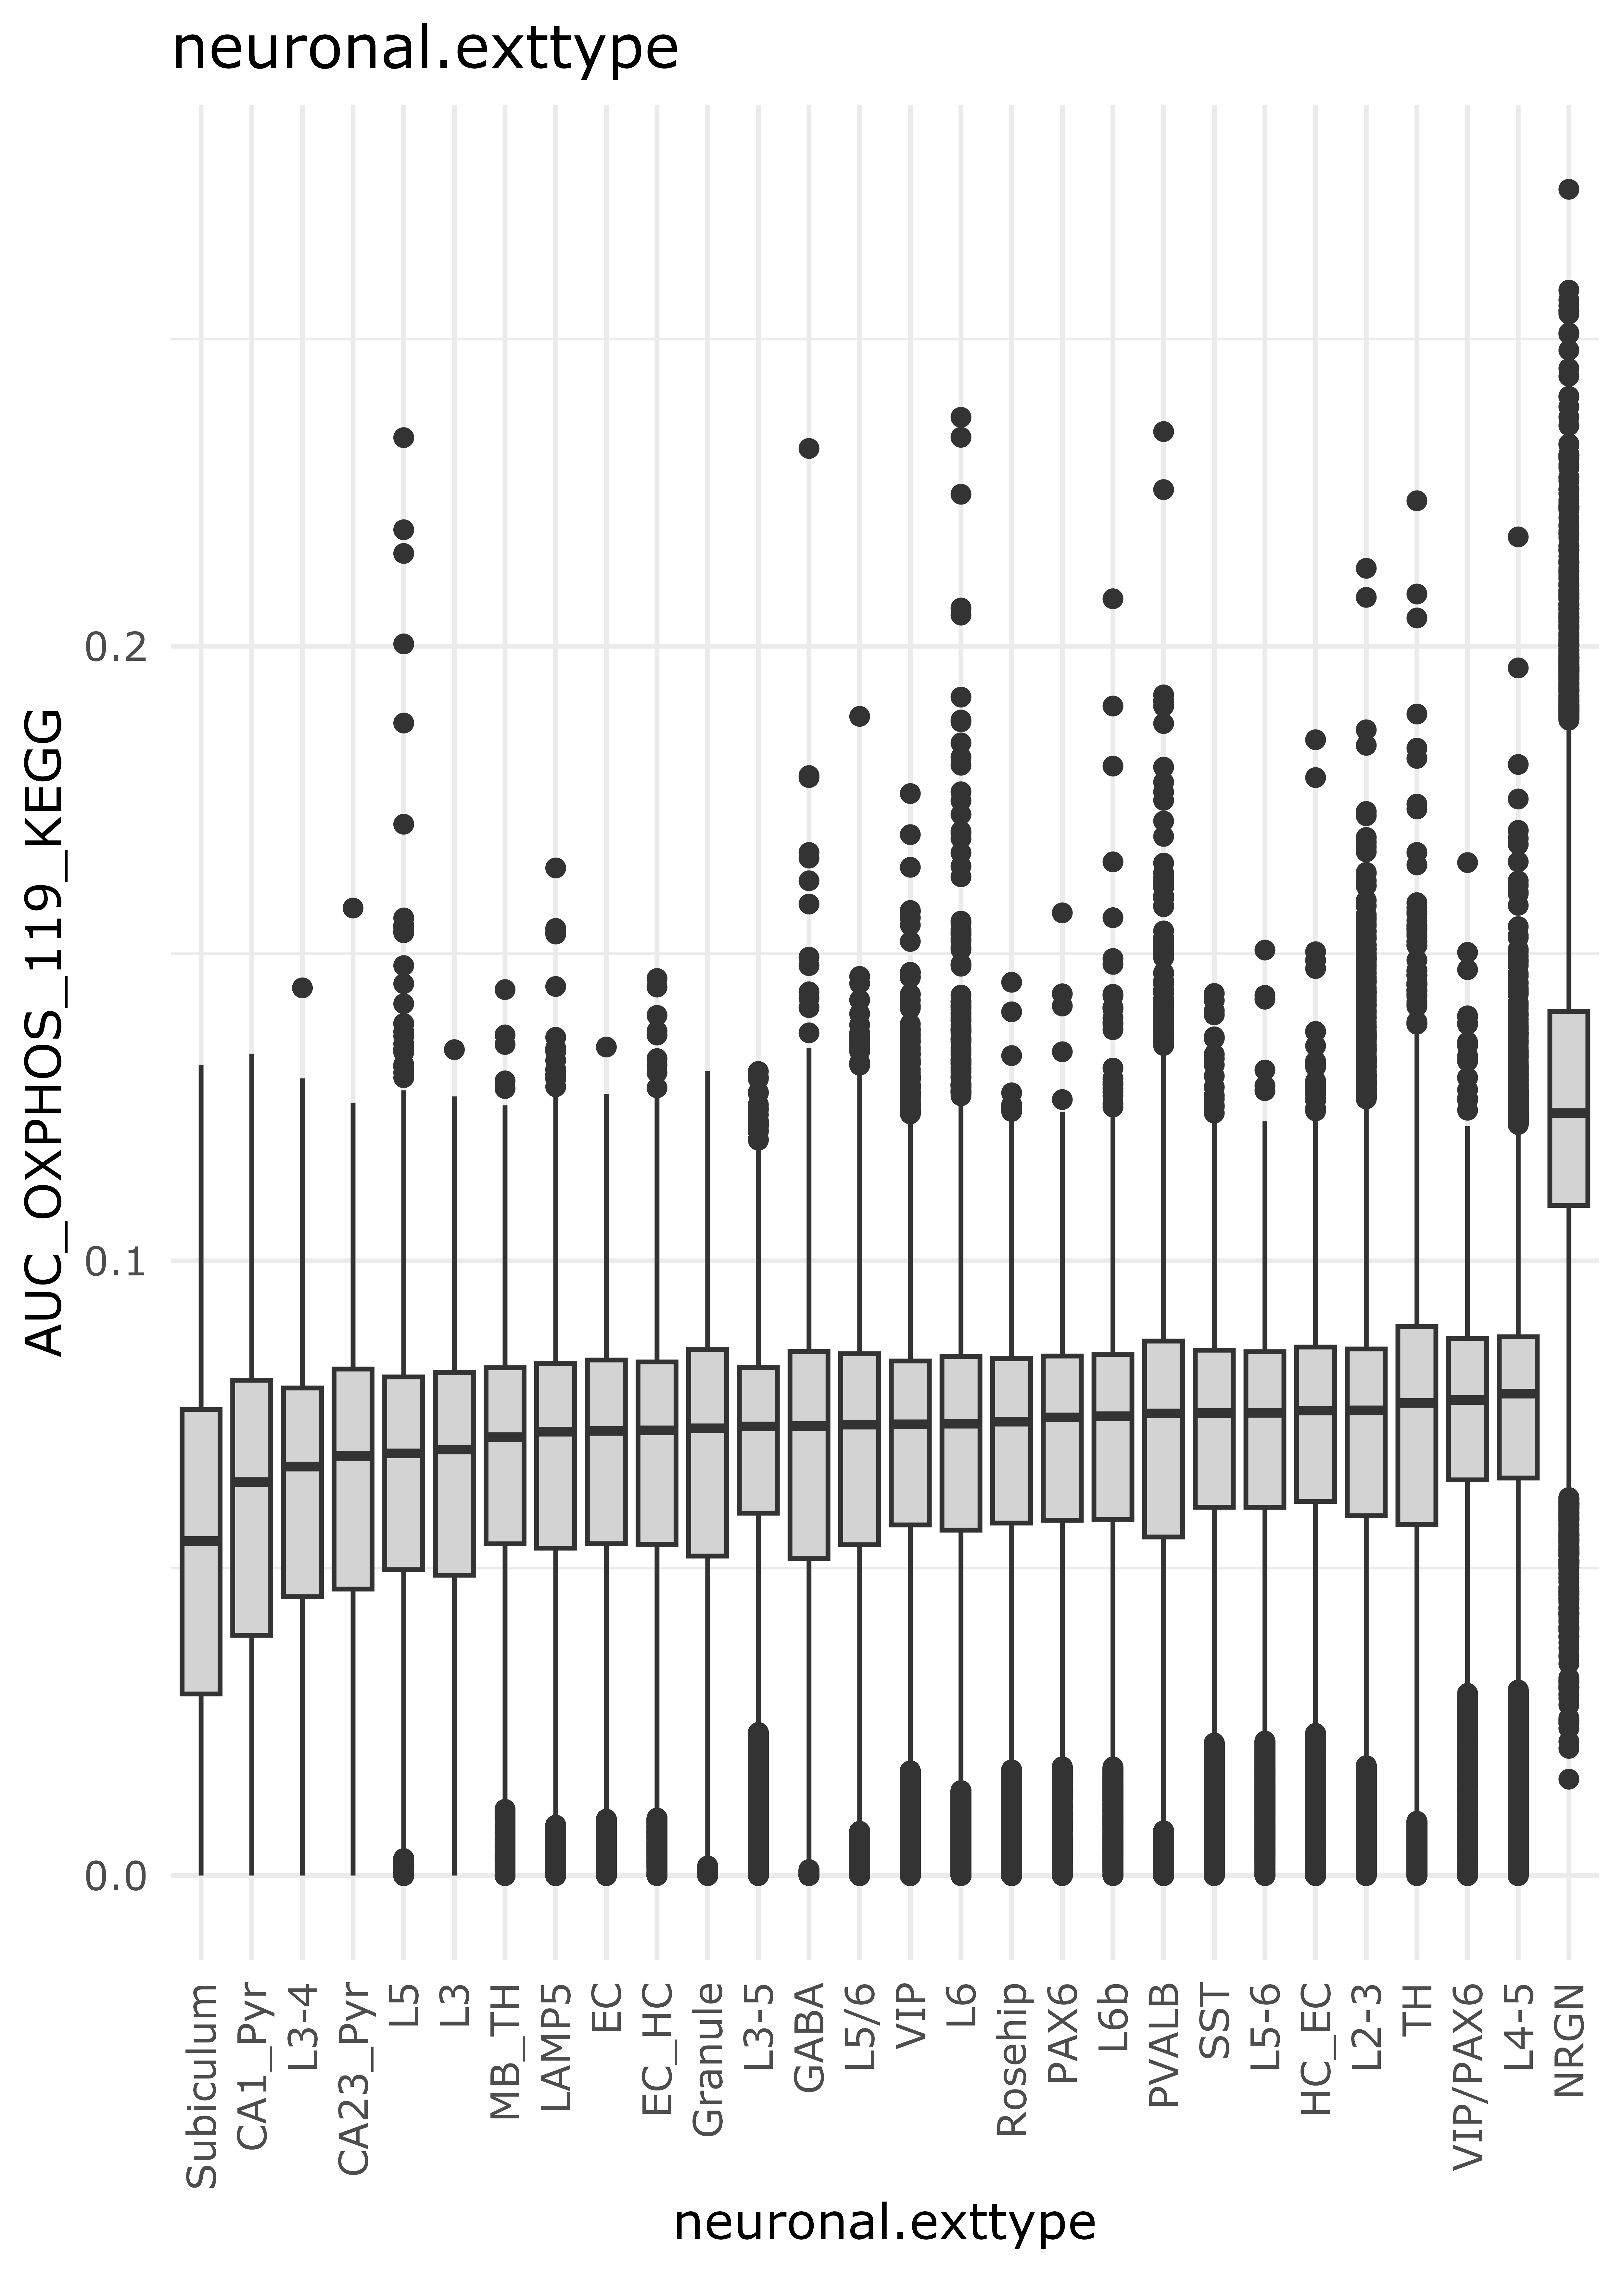 neuronal.exttype
AUC_OXPHOS_119_KEGG
0.2
0.1
0.0
Subiculum
CA1_Pyr
L3-4
CA23_Pyr
L5
L3
MB_TH
LAMP5
EC
EC_HC
Granule
L3-5
GABA
L5/6
VIP
L6
Rosehip
PAX6
L6b
PVALB
SST
L5-6
HC_EC
L2-3
TH
VIP/PAX6
L4-5
NRGN
neuronal.exttype